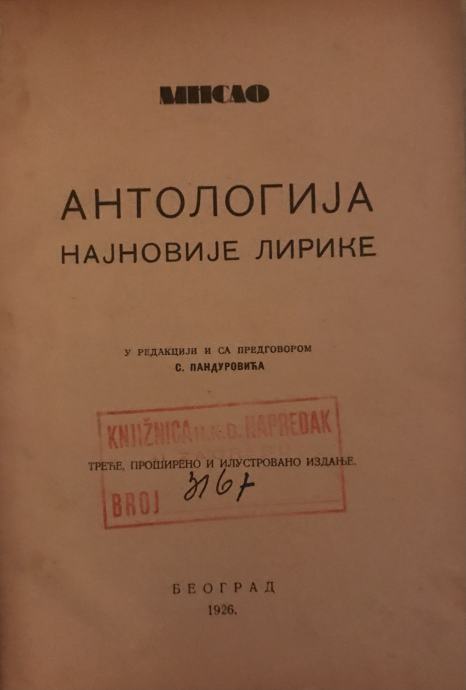 МИСАО
АНТОЛОГИЈА
НАЈНОВИЈЕ ЛИРИКЕ
У РЕДАКЦИЈИ И СА ПРЕДГОВОРОМ
С. ПАНДУРОВИЋА
KNJIŽNICA H.K.D. NAPREDAK
ТРЕЋЕ, ПРОШИРЕНО И ИЛУСТРОВАНО ИЗДАЊЕ.
BROJ 3167
БЕОГРАД
1926.